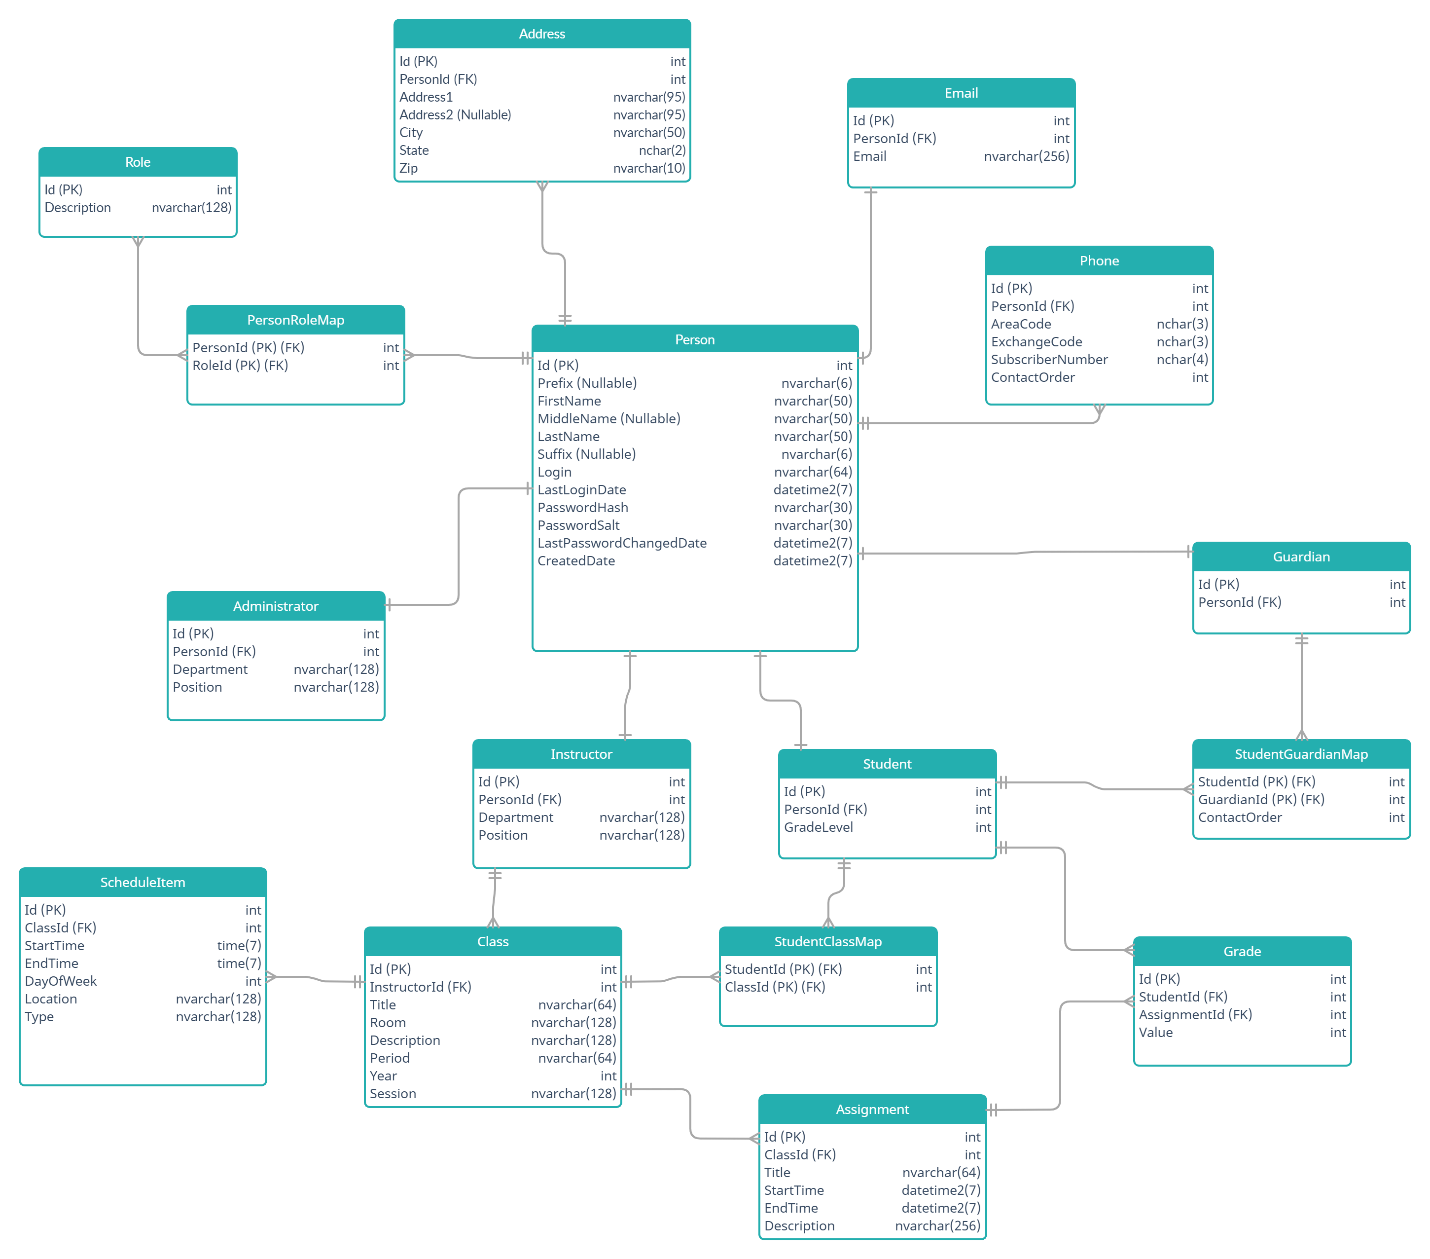 Address
Id (PK) int
PersonId (FK) int
Address1 nvarchar(95)
Address2 (Nullable) nvarchar(95)
City nvarchar(50)
State nchar(2)
Zip nvarchar(10)
Email
Id (PK) int
PersonId (FK) int
Email nvarchar(256)
Role
Id (PK) int
Description nvarchar(128)
Phone
Id (PK) int
PersonId (FK) int
AreaCode nchar(3)
ExchangeCode nchar(3)
SubscriberNumber nchar(4)
ContactOrder int
PersonRoleMap
PersonId (PK) (FK) int
RoleId (PK) (FK) int
Person
Id (PK) int
Prefix (Nullable) nvarchar(6)
FirstName nvarchar(50)
MiddleName (Nullable) nvarchar(50)
LastName nvarchar(50)
Suffix (Nullable) nvarchar(6)
Login nvarchar(64)
LastLoginDate datetime2(7)
PasswordHash nvarchar(30)
PasswordSalt nvarchar(30)
LastPasswordChangedDate datetime2(7)
CreatedDate datetime2(7)
Guardian
Id (PK) int
PersonId (FK) int
Administrator
Id (PK) int
PersonId (FK) int
Department nvarchar(128)
Position nvarchar(128)
Instructor
Id (PK) int
PersonId (FK) int
Department nvarchar(128)
Position nvarchar(128)
Student
Id (PK) int
PersonId (FK) int
GradeLevel int
StudentGuardianMap
StudentId (PK) (FK) int
GuardianId (PK) (FK) int
ContactOrder int
ScheduleItem
Id (PK) int
ClassId (FK) int
StartTime time(7)
EndTime time(7)
DayOfWeek int
Location nvarchar(128)
Type nvarchar(128)
Class
Id (PK) int
InstructorId (FK) int
Title nvarchar(64)
Room nvarchar(128)
Description nvarchar(128)
Period nvarchar(64)
Year int
Session nvarchar(128)
StudentClassMap
StudentId (PK) (FK) int
ClassId (PK) (FK) int
Grade
Id (PK) int
StudentId (FK) int
AssignmentId (FK) int
Value int
Assignment
Id (PK) int
ClassId (FK) int
Title nvarchar(64)
StartTime datetime2(7)
EndTime datetime2(7)
Description nvarchar(256)